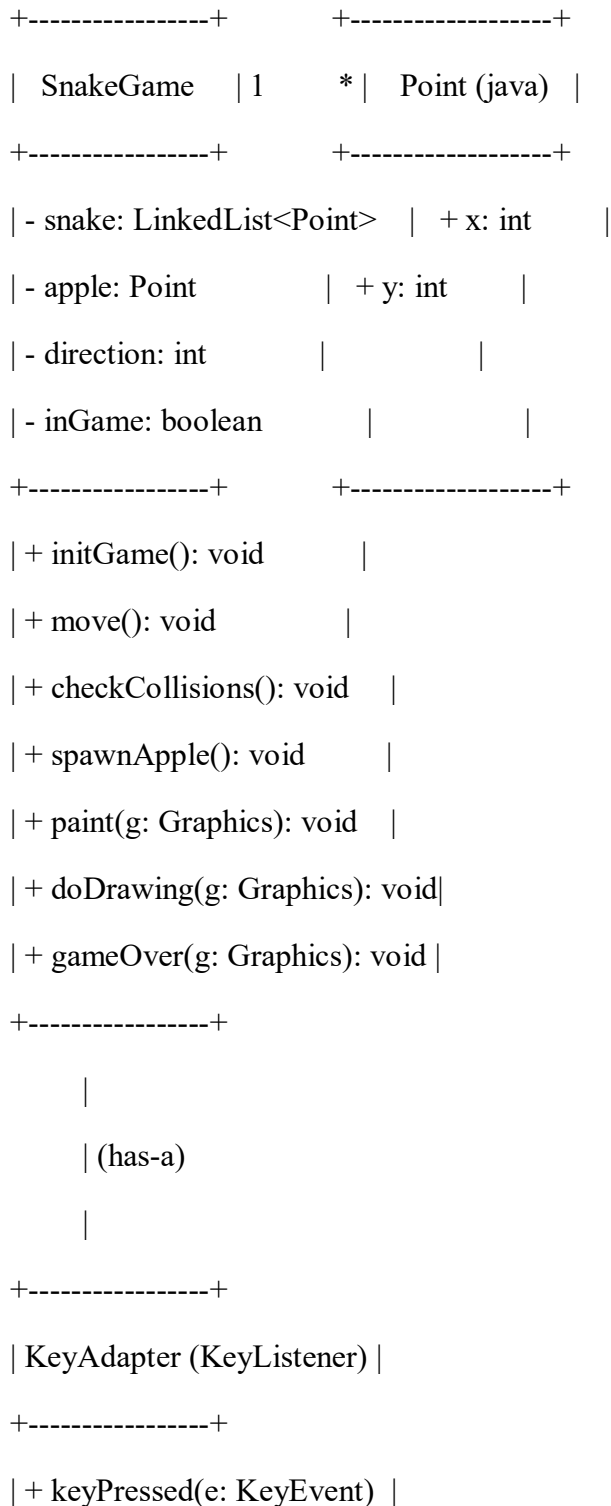 +-----------------+ +-------------------+
| SnakeGame | 1 * | Point (java) |
+-----------------+ +-------------------+
| - snake: LinkedList<Point> | + x: int |
| - apple: Point | + y: int |
| - direction: int | |
| - inGame: boolean | |
+-----------------+ +-------------------+
| + initGame(): void |
| + move(): void |
| + checkCollisions(): void |
| + spawnApple(): void |
| + paint(g: Graphics): void |
| + doDrawing(g: Graphics): void|
| + gameOver(g: Graphics): void |
+-----------------+
|
| (has-a)
|
+-----------------+
| KeyAdapter (KeyListener) |
+-----------------+
| + keyPressed(e: KeyEvent) |